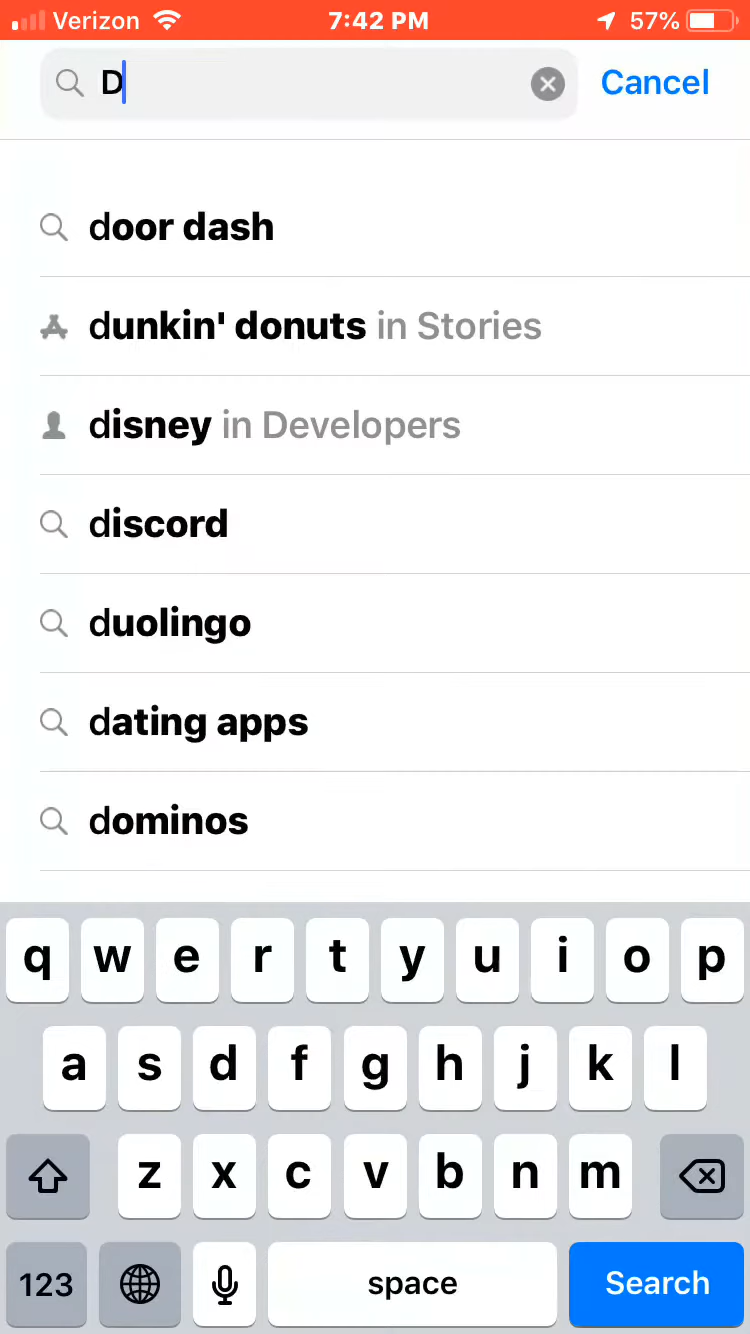 Verizon 7:42 PM 57%
D Cancel
door dash
dunkin' donuts in Stories
disney in Developers
discord
duolingo
dating apps
dominos
q w e r t y u i o p
a s d f g h j k l
z x c v b n m
123 space Search